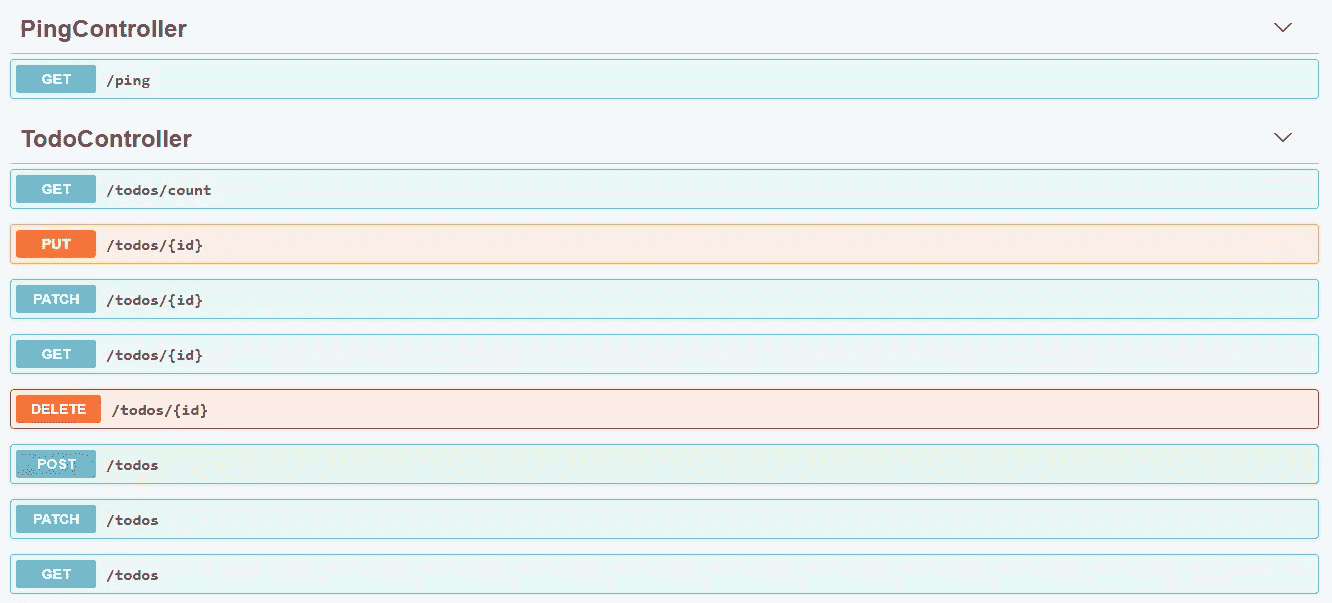 PingController
GET /ping
TodoController
GET /todos/count
PUT /todos/{id}
PATCH /todos/{id}
GET /todos/{id}
DELETE /todos/{id}
POST /todos
PATCH /todos
GET /todos